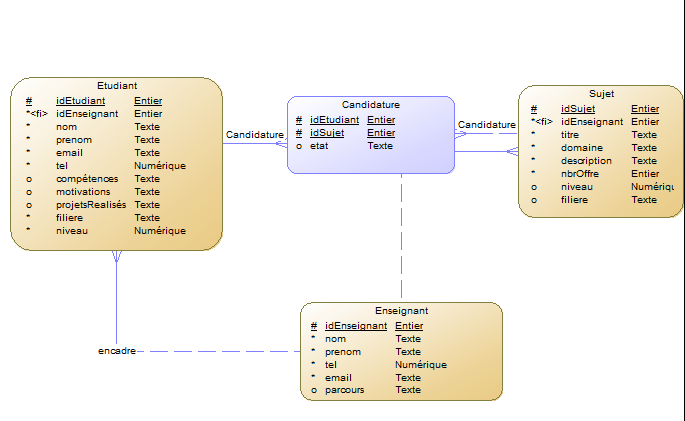 Etudiant
# idEtudiant Entier
*<fi> idEnseignant Entier
* nom Texte
* prenom Texte
* email Texte
* tel Numérique
o compétences Texte
o motivations Texte
o projetsRealisés Texte
* filiere Texte
* niveau Numérique
Candidature
Candidature
# idEtudiant Entier
# idSujet Entier
o etat Texte
Candidature
Sujet
# idSujet Entier
*<fi> idEnseignant Entier
* titre Texte
* domaine Texte
* description Texte
* nbrOffre Entier
o niveau Numériqu
o filiere Texte
encadre
Enseignant
# idEnseignant Entier
* nom Texte
* prenom Texte
* tel Numérique
* email Texte
o parcours Texte